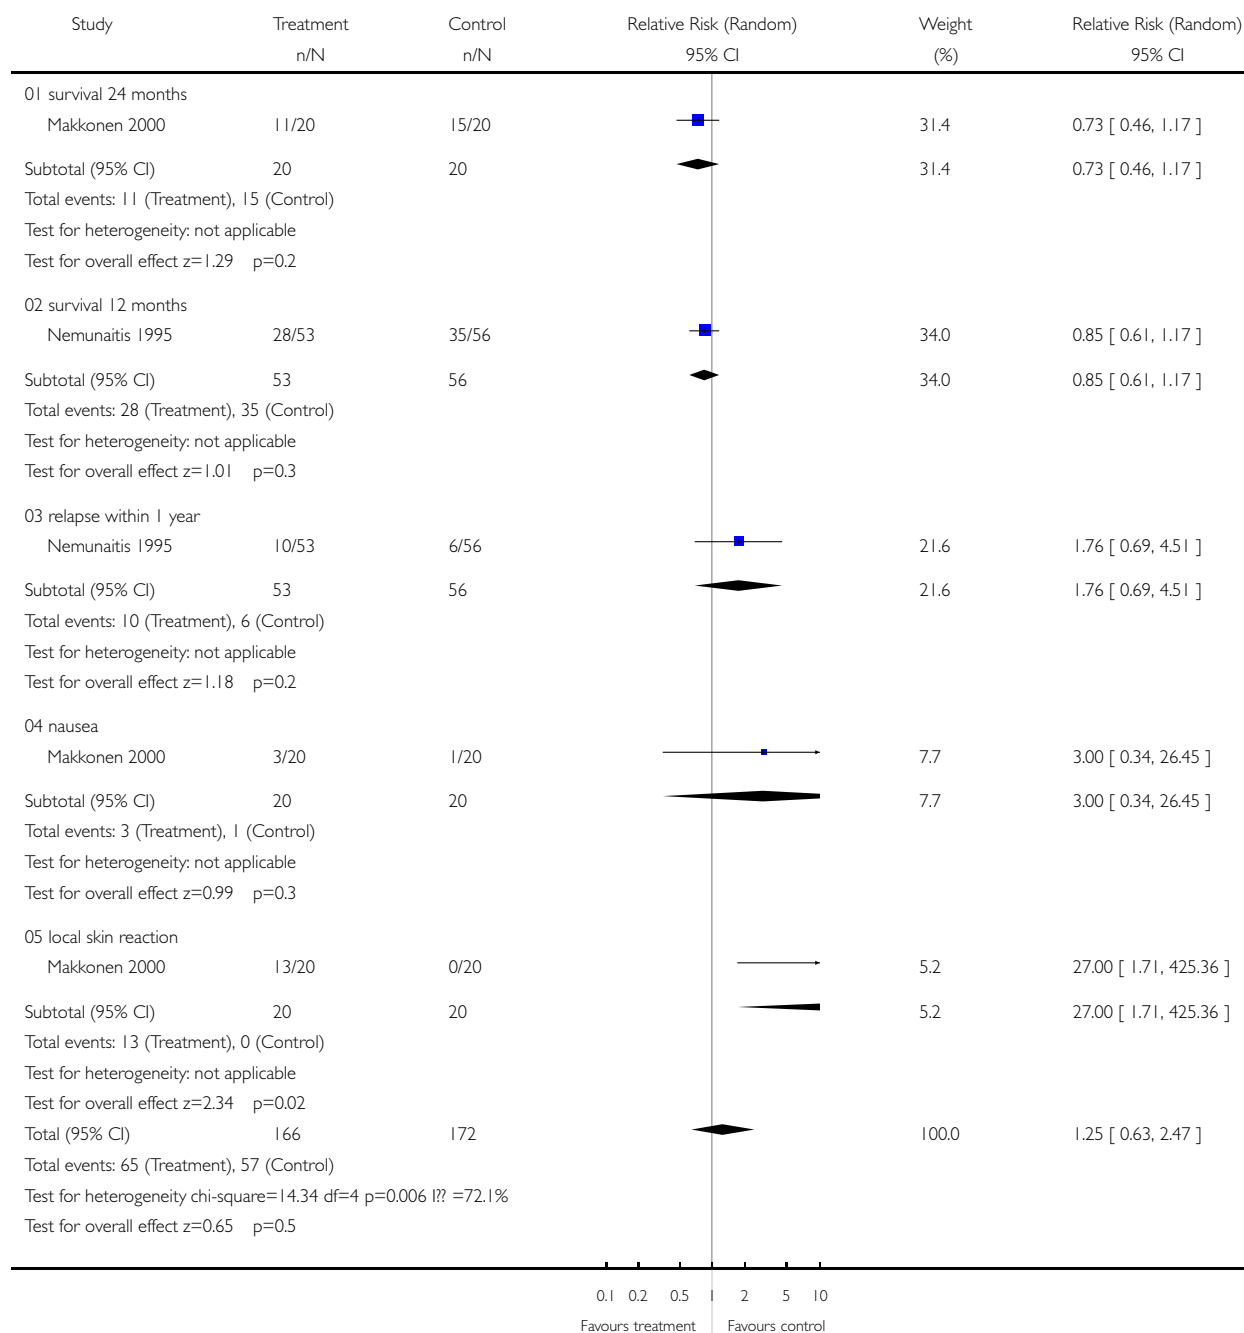 Study Treatment Control Relative Risk (Random) Weight Relative Risk (Random)
n/N n/N 95% CI (%) 95% CI
01 survival 24 months
Makkonen 2000 11/20 15/20 31.4 0.73 [ 0.46, 1.17 ]
Subtotal (95% CI) 20 20 31.4 0.73 [ 0.46, 1.17 ]
Total events: 11 (Treatment), 15 (Control)
Test for heterogeneity: not applicable
Test for overall effect z=1.29 p=0.2
02 survival 12 months
Nemunaitis 1995 28/53 35/56 34.0 0.85 [ 0.61, 1.17 ]
Subtotal (95% CI) 53 56 34.0 0.85 [ 0.61, 1.17 ]
Total events: 28 (Treatment), 35 (Control)
Test for heterogeneity: not applicable
Test for overall effect z=1.01 p=0.3
03 relapse within 1 year
Nemunaitis 1995 10/53 6/56 21.6 1.76 [ 0.69, 4.51 ]
Subtotal (95% CI) 53 56 21.6 1.76 [ 0.69, 4.51 ]
Total events: 10 (Treatment), 6 (Control)
Test for heterogeneity: not applicable
Test for overall effect z=1.18 p=0.2
04 nausea
Makkonen 2000 3/20 1/20 7.7 3.00 [ 0.34, 26.45 ]
Subtotal (95% CI) 20 20 7.7 3.00 [ 0.34, 26.45 ]
Total events: 3 (Treatment), 1 (Control)
Test for heterogeneity: not applicable
Test for overall effect z=0.99 p=0.3
05 local skin reaction
Makkonen 2000 13/20 0/20 5.2 27.00 [ 1.71, 425.36 ]
Subtotal (95% CI) 20 20 5.2 27.00 [ 1.71, 425.36 ]
Total events: 13 (Treatment), 0 (Control)
Test for heterogeneity: not applicable
Test for overall effect z=2.34 p=0.02
Total (95% CI) 166 172 100.0 1.25 [ 0.63, 2.47 ]
Total events: 65 (Treatment), 57 (Control)
Test for heterogeneity chi-square=14.34 df=4 p=0.006 I?? =72.1%
Test for overall effect z=0.65 p=0.5
0.1 0.2 0.5 1 2 5 10
Favours treatment Favours control